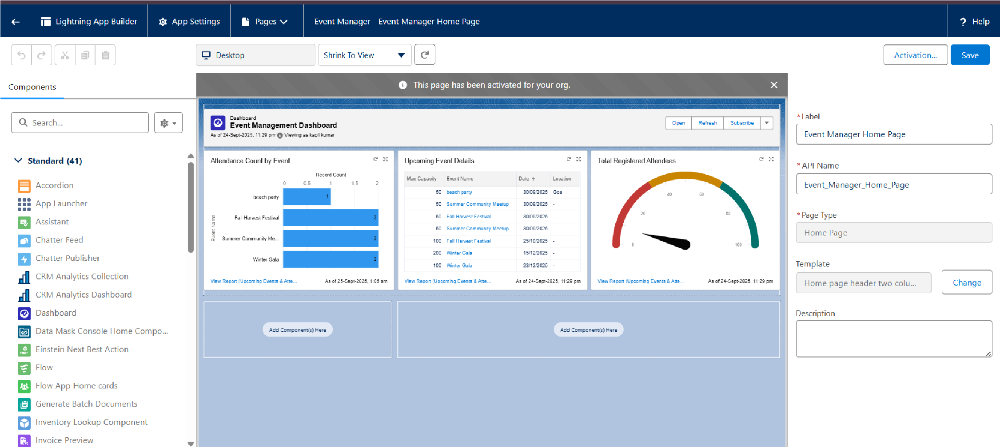 Lightning App Builder
App Settings
Pages
Event Manager - Event Manager Home Page
? Help
Desktop
Shrink To View
Activation...
Save
Components
This page has been activated for your org.
Search...
Standard (41)
Accordion
App Launcher
Assistant
Chatter Feed
Chatter Publisher
CRM Analytics Collection
CRM Analytics Dashboard
Dashboard
Data Mask Console Home Compo...
Einstein Next Best Action
Flow
Flow App Home cards
Generate Batch Documents
Inventory Lookup Component
Invoice Preview
Dashboard
Event Management Dashboard
As of 24-Sept-2025, 11:29 pm·Viewing as kapil kumar
Open
Refresh
Subscribe
Attendance Count by Event
Record Count
0 0.5 1 1.5 2
Event Name
beach party 1
Fall Harvest Festival 2
Summer Community Me... 2
Winter Gala 2
View Report (Upcoming Events & Atte...
As of 25-Sept-2025, 1:05 am
Upcoming Event Details
Max Capacity Event Name Date ↑ Location
50 beach party 30/09/2025 Goa
50 Summer Community Meetup 30/09/2025 -
50 Fall Harvest Festival 30/09/2025 -
50 Summer Community Meetup 30/09/2025 -
100 Fall Harvest Festival 25/10/2025 -
200 Winter Gala 15/12/2025 -
100 Winter Gala 23/12/2025 -
View Report (Upcoming Events & Atte...
As of 24-Sept-2025, 11:29 pm
Total Registered Attendees
0 20 40 60 80 100
View Report (Upcoming Events & Atte...
As of 24-Sept-2025, 11:29 pm
Add Component(s) Here
Add Component(s) Here
*Label
Event Manager Home Page
*API Name
Event_Manager_Home_Page
*Page Type
Home Page
Template
Home page header two colu...
Change
Description